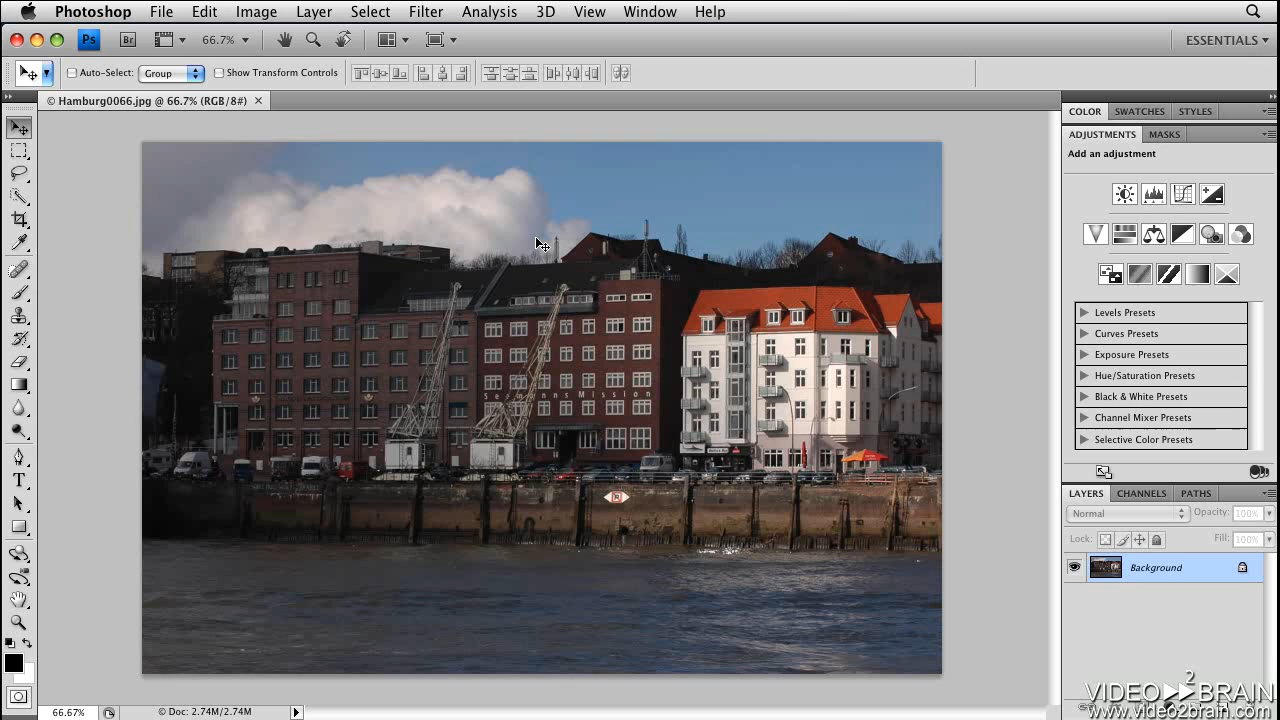 Photoshop File Edit Image Layer Select Filter Analysis 3D View Window Help
Ps Br 66.7% ESSENTIALS
Auto-Select: Group Show Transform Controls
© Hamburg0066.jpg @ 66.7% (RGB/8#)
COLOR SWATCHES STYLES
ADJUSTMENTS MASKS
Add an adjustment
Levels Presets
Curves Presets
Exposure Presets
Hue/Saturation Presets
Black & White Presets
Channel Mixer Presets
Selective Color Presets
Seemanns Mission
LAYERS CHANNELS PATHS
Normal Opacity: 100%
Lock: Fill: 100%
Background
T
VIDEO2BRAIN
www.video2brain.com
66.67% © Doc: 2.74M/2.74M